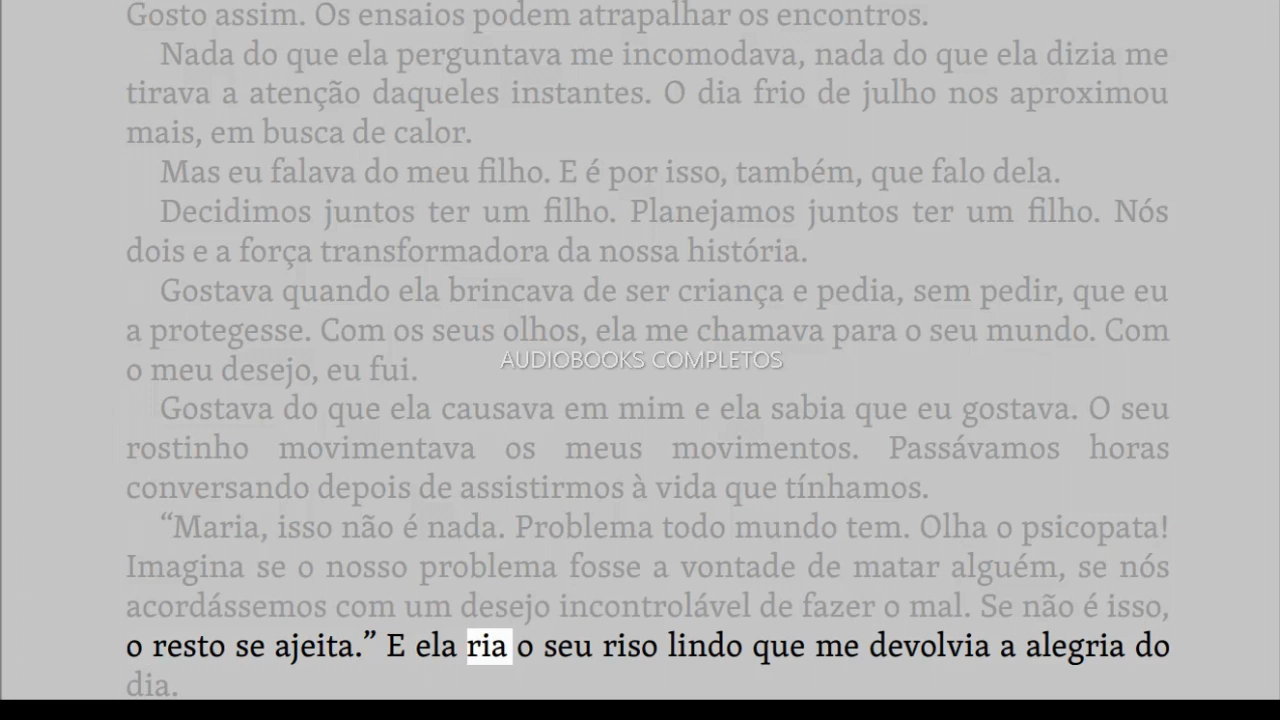 Gosto assim. Os ensaios podem atrapalhar os encontros.
Nada do que ela perguntava me incomodava, nada do que ela dizia me
tirava a atenção daqueles instantes. O dia frio de julho nos aproximou
mais, em busca de calor.
Mas eu falava do meu filho. E é por isso, também, que falo dela.
Decidimos juntos ter um filho. Planejamos juntos ter um filho. Nós
dois e a força transformadora da nossa história.
Gostava quando ela brincava de ser criança e pedia, sem pedir, que eu
a protegesse. Com os seus olhos, ela me chamava para o seu mundo. Com
AUDIOBOOKS COMPLETOS
o meu desejo, eu fui.
Gostava do que ela causava em mim e ela sabia que eu gostava. O seu
rostinho movimentava os meus movimentos. Passávamos horas
conversando depois de assistirmos à vida que tínhamos.
“Maria, isso não é nada. Problema todo mundo tem. Olha o psicopata!
Imagina se o nosso problema fosse a vontade de matar alguém, se nós
acordássemos com um desejo incontrolável de fazer o mal. Se não é isso,
o resto se ajeita.” E ela ria o seu riso lindo que me devolvia a alegria do
dia.